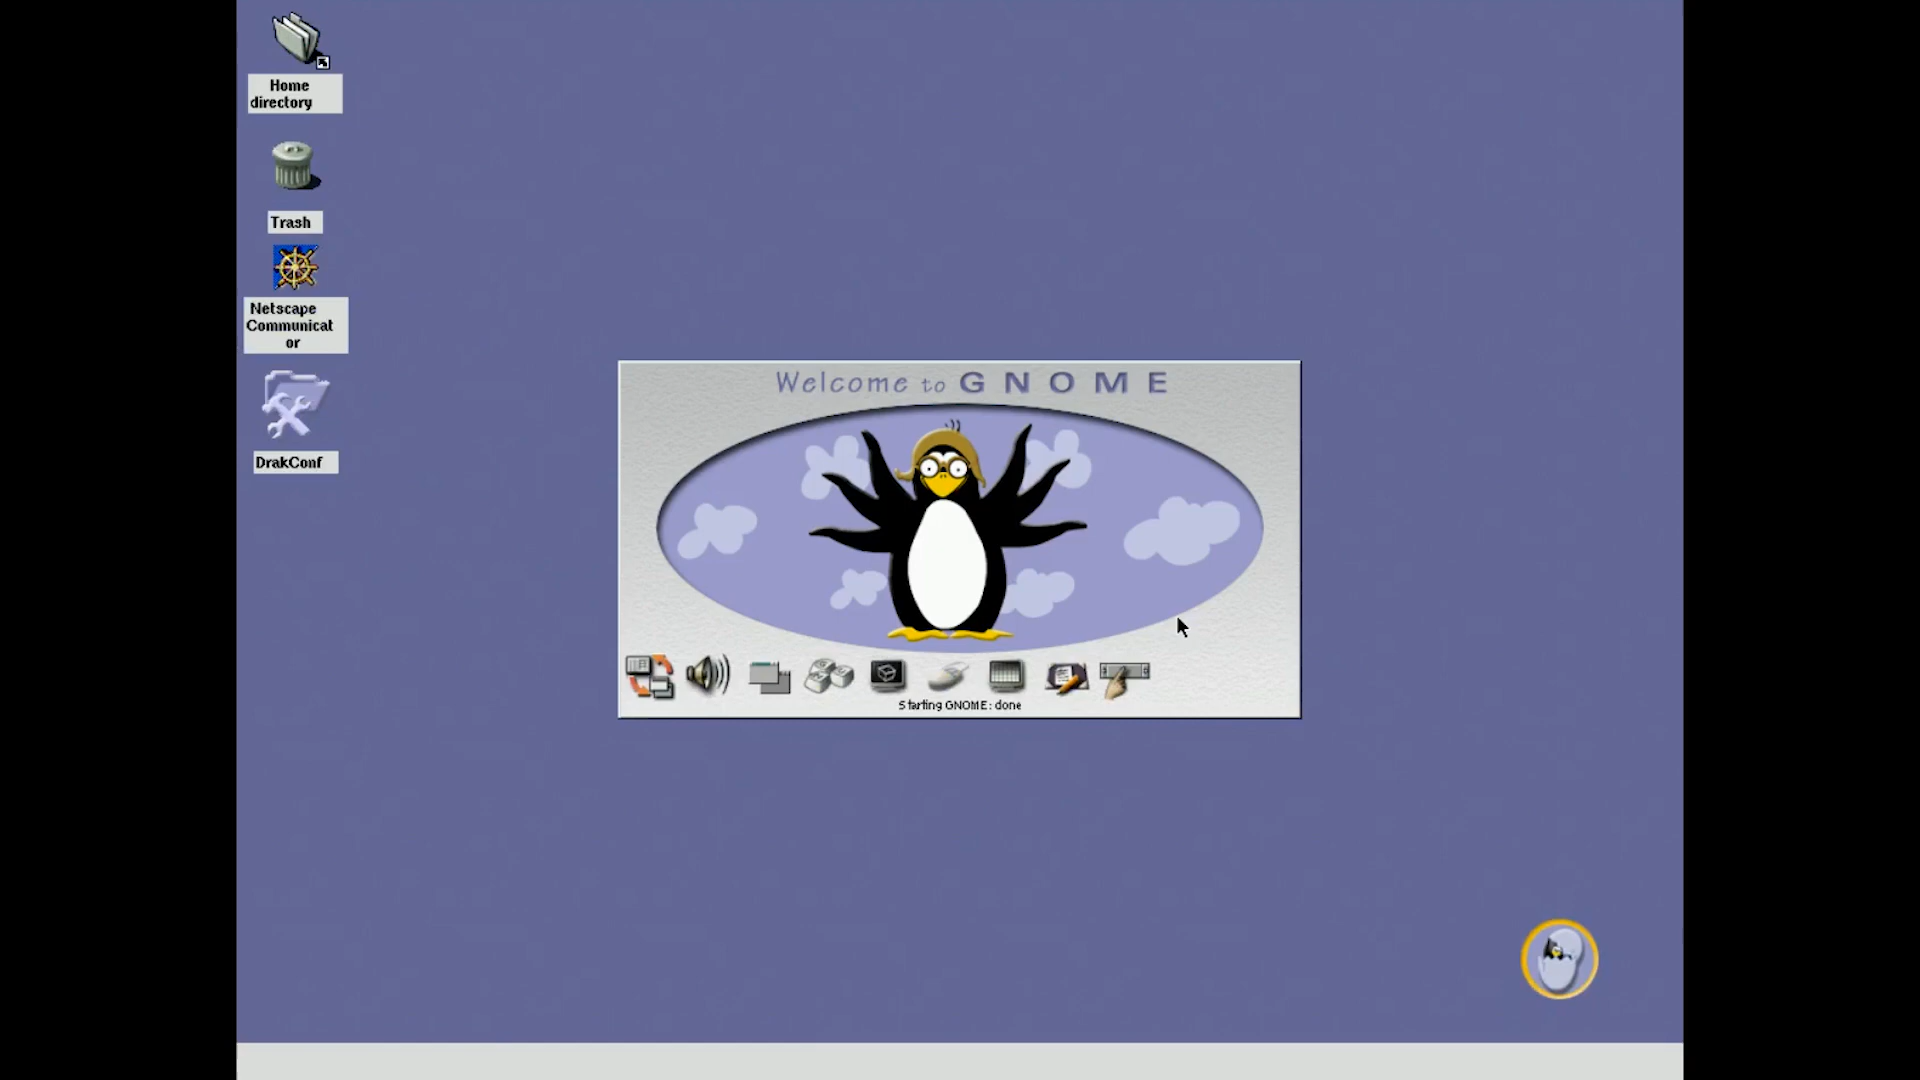 Home
directory
Trash
Netscape
Communicat
or
DrakConf
Welcome to GNOME
Starting GNOME: done